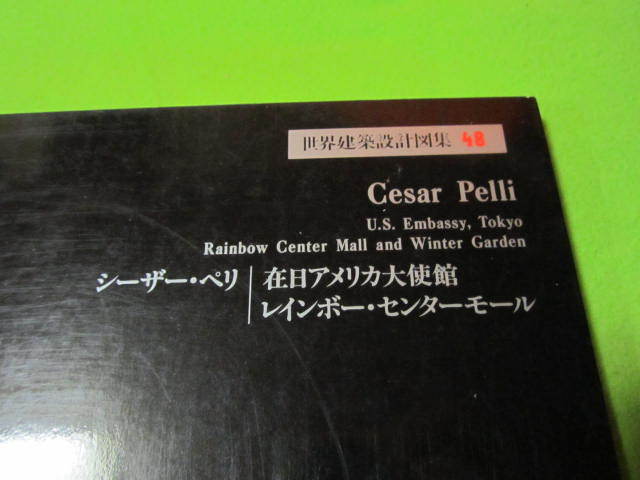 世界建築設計図集 48
Cesar Pelli
U.S. Embassy, Tokyo
Rainbow Center Mall and Winter Garden
シーザー・ペリ 在日アメリカ大使館
レインボー・センターモール